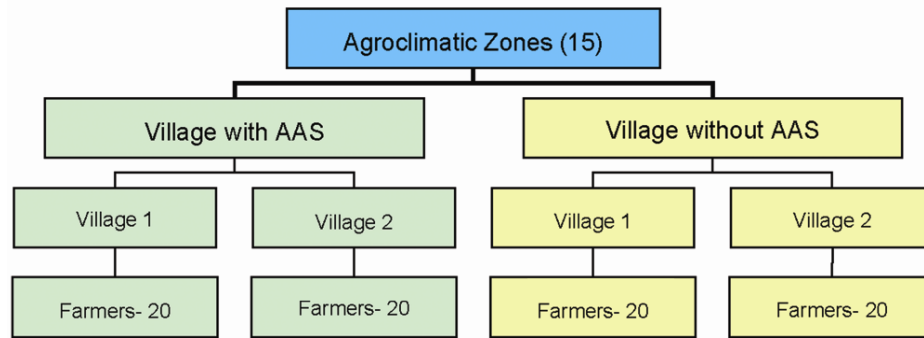 Agroclimatic Zones (15)
Village with AAS
Village without AAS
Village 1
Village 2
Village 1
Village 2
Farmers- 20
Farmers- 20
Farmers- 20
Farmers- 20